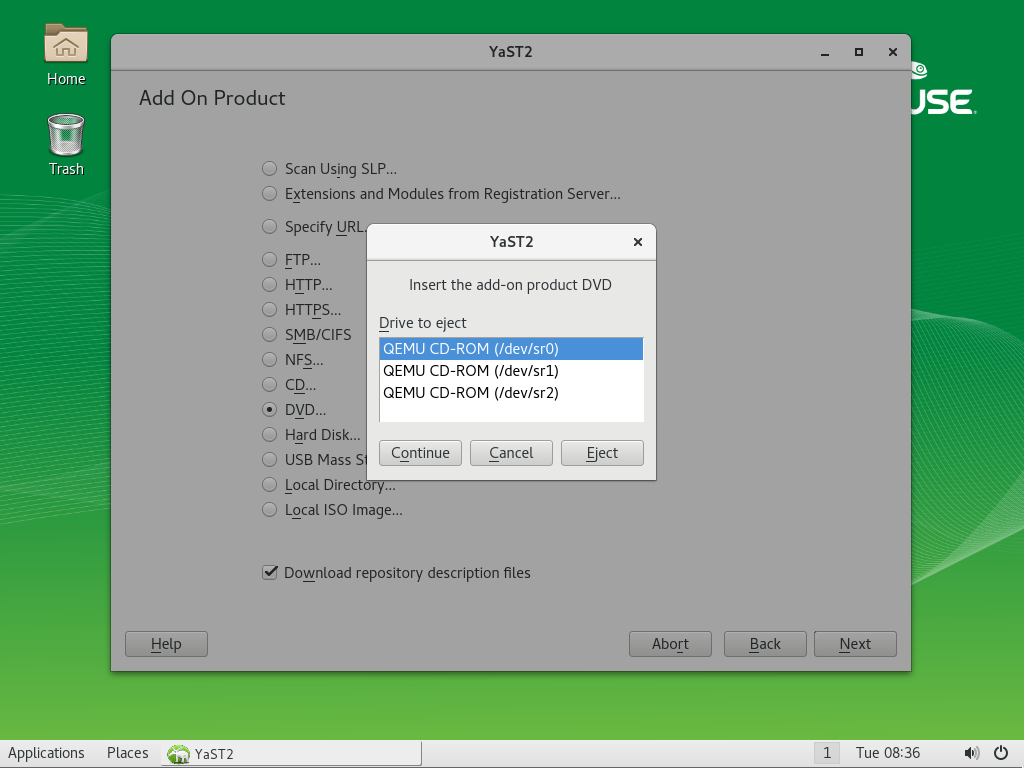 Home
Trash
YaST2
USE
Add On Product
Scan Using SLP...
Extensions and Modules from Registration Server...
Specify URL.
FTP...
HTTP...
HTTPS...
SMB/CIFS
NFS...
CD...
DVD...
Hard Disk...
USB Mass St
Local Directory...
Local ISO Image...
Download repository description files
YaST2
Insert the add-on product DVD
Drive to eject
QEMU CD-ROM (/dev/sr0)
QEMU CD-ROM (/dev/sr1)
QEMU CD-ROM (/dev/sr2)
Continue Cancel Eject
Help Abort Back Next
Applications Places YaST2 1 Tue 08:36